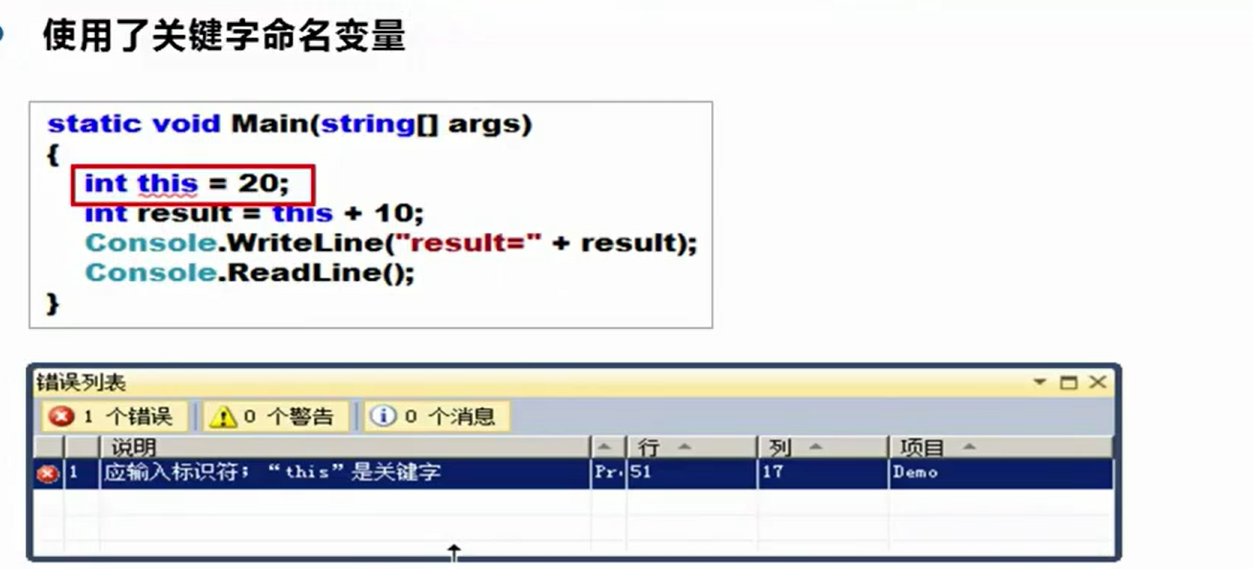 使用了关键字命名变量
static void Main(string[] args)
{
int this = 20;
int result = this + 10;
Console.WriteLine("result=" + result);
Console.ReadLine();
}
错误列表
1 个错误 0 个警告 0 个消息
说明 行 列 项目
1 应输入标识符；“this”是关键字 Pr. 51 17 Demo